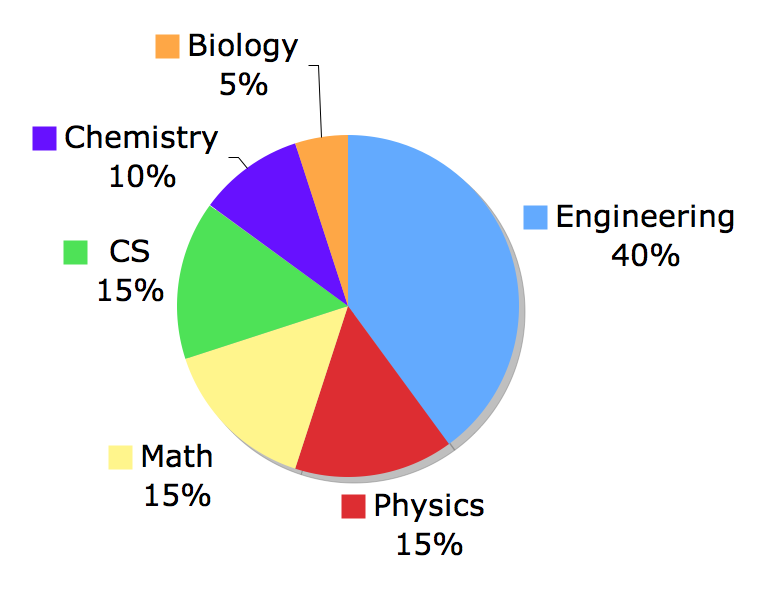 Biology
5%
Chemistry
10%
Engineering
40%
CS
15%
Math
15%
Physics
15%